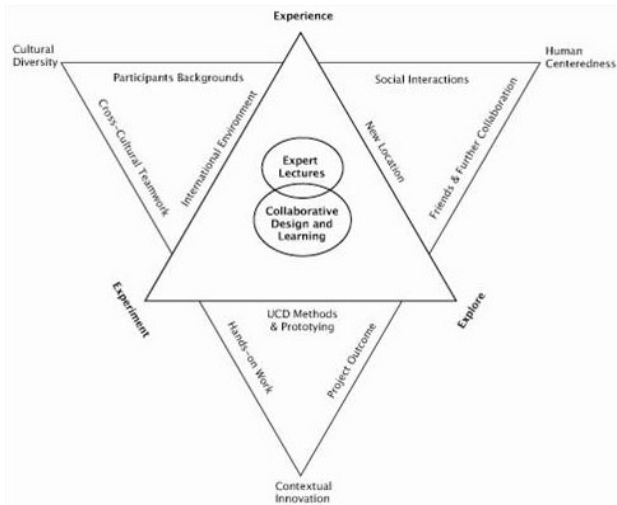 Experience
Cultural
Diversity
Human
Centeredness
Participants Backgrounds
Social Interactions
Cross-Cultural Teamwork
International Environment
New Location
Friends & Further Collaboration
Expert
Lectures
Collaborative
Design and
Learning
Experiment
Explore
UCD Methods
& Prototying
Hands-on Work
Project Outcome
Contextual
Innovation